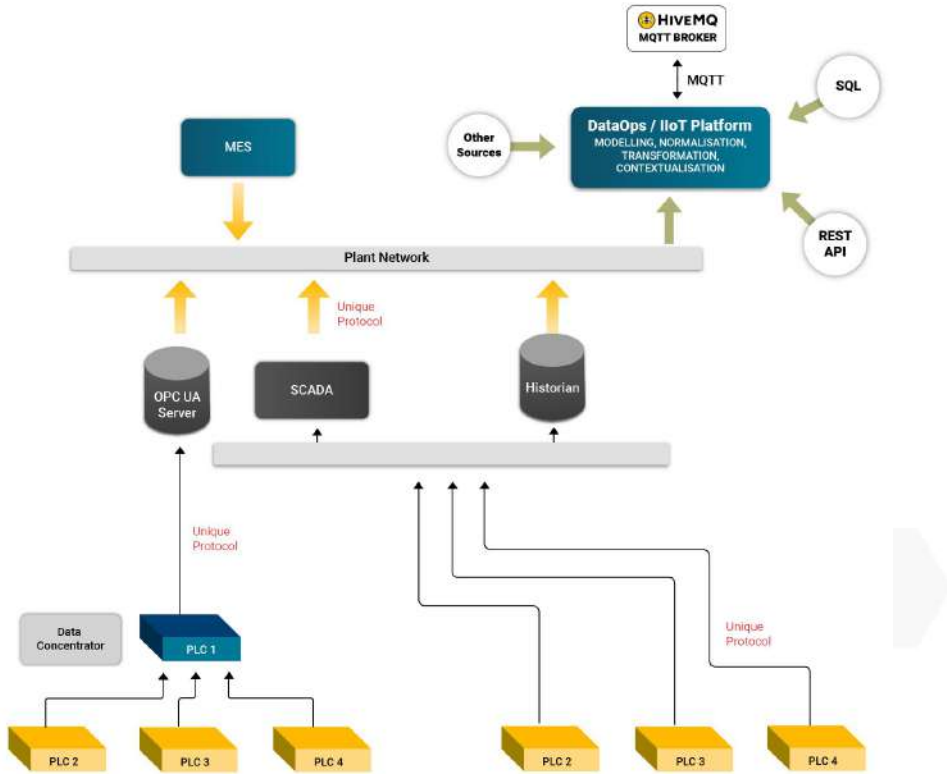 HIVEMQ
MQTT BROKER
MQTT
SQL
DataOps / IIoT Platform
MODELLING, NORMALISATION,
TRANSFORMATION,
CONTEXTUALISATION
Other
Sources
MES
REST
API
Plant Network
Unique
Protocol
OPC UA
Server
SCADA
Historian
Unique
Protocol
Data
Concentrator
PLC 1
Unique
Protocol
PLC 2
PLC 3
PLC 4
PLC 2
PLC 3
PLC 4